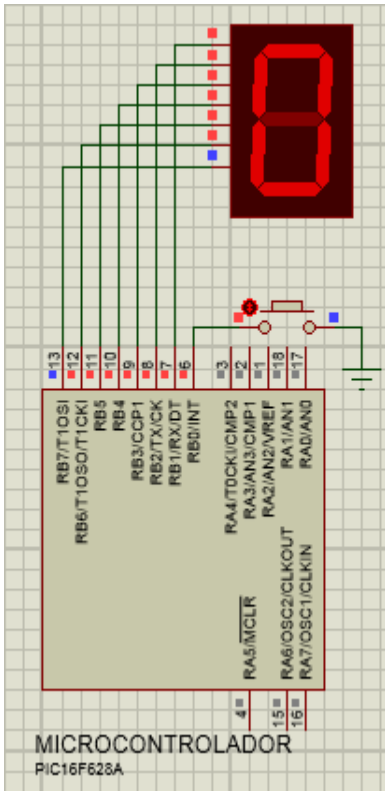 13
12
11
10
9
8
7
6
3
2
1
18
17
RB7/T1OSI
RB6/T1OSO/T1CKI
RB5
RB4
RB3/CCP1
RB2/TX/CK
RB1/RX/DT
RB0/INT
RA4/T0CKI/CMP2
RA3/AN3/CMP1
RA2/AN2/VREF
RA1/AN1
RA0/AN0
RA5/MCLR
RA6/OSC2/CLKOUT
RA7/OSC1/CLKIN
4
15
16
MICROCONTROLADOR
PIC16F628A